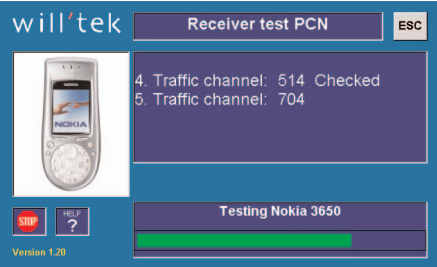 will'tek
Receiver test PCN
ESC
NOKIA
NOKIA
4. Traffic channel: 514 Checked
5. Traffic channel: 704
STOP
HELP
?
Testing Nokia 3650
Version 1.20